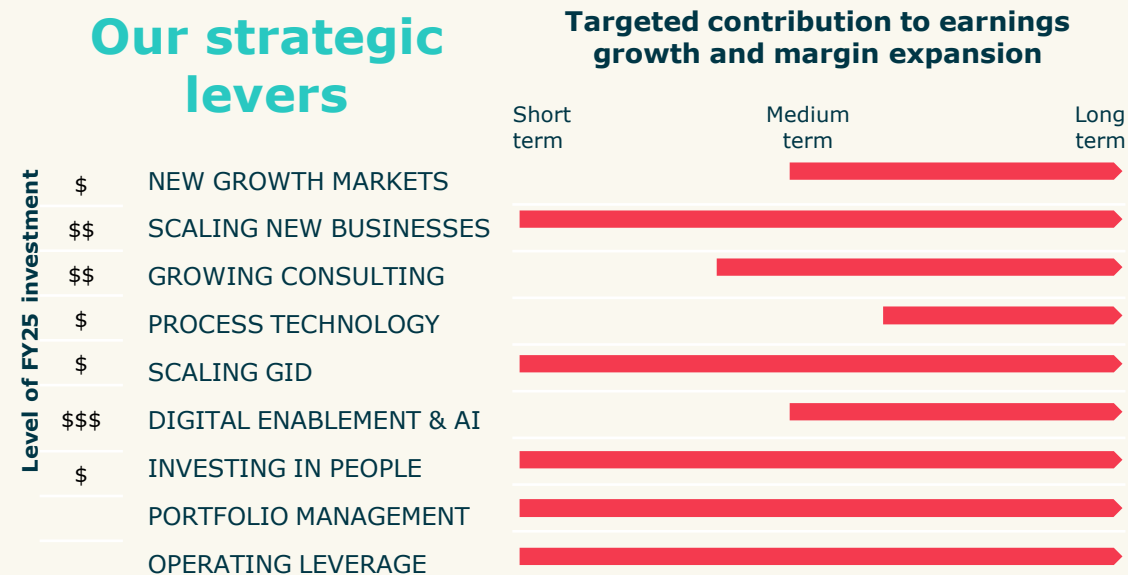 Our strategic
levers
Targeted contribution to earnings
growth and margin expansion
Short
term
Medium
term
Long
term
Level of FY25 investment
$ NEW GROWTH MARKETS
$$ SCALING NEW BUSINESSES
$$ GROWING CONSULTING
$ PROCESS TECHNOLOGY
$ SCALING GID
$$$ DIGITAL ENABLEMENT & AI
$ INVESTING IN PEOPLE
PORTFOLIO MANAGEMENT
OPERATING LEVERAGE